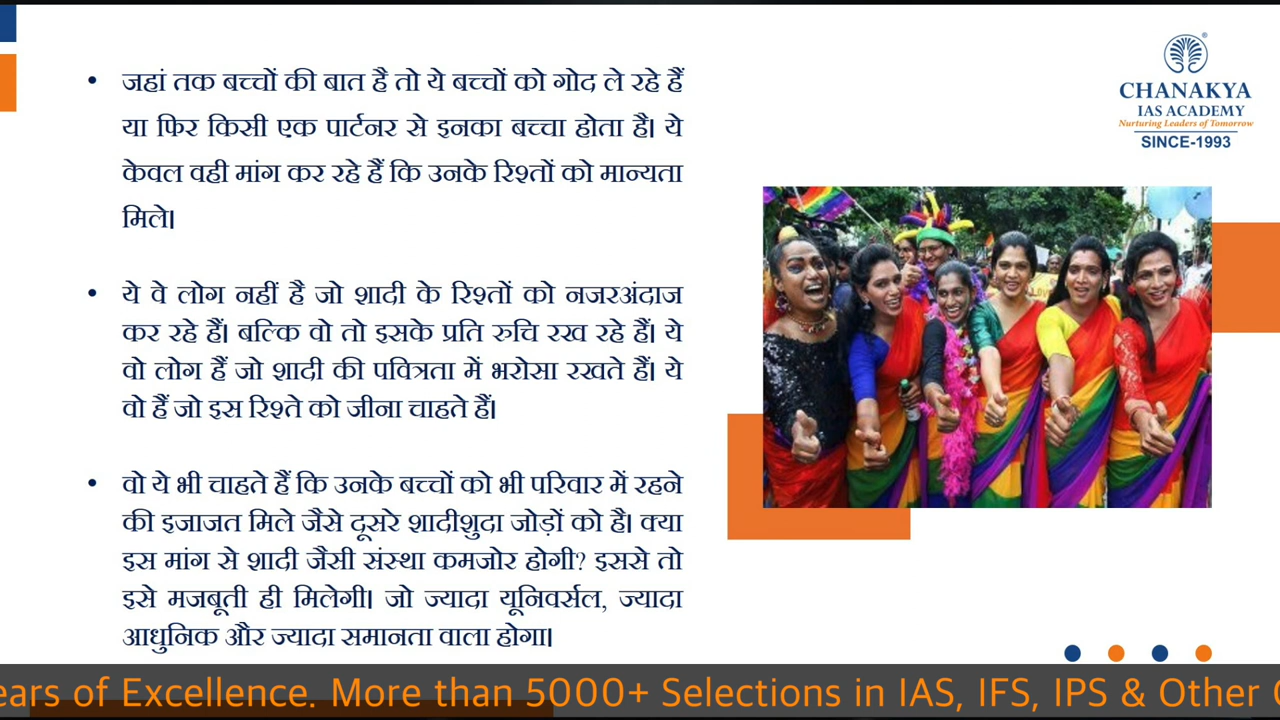 • जहां तक बच्चों की बात है तो ये बच्चों को गोद ले रहे हैं
या फिर किसी एक पार्टनर से इनका बच्चा होता है। ये
केवल वही मांग कर रहे हैं कि उनके रिश्तों को मान्यता
मिले।
• ये वे लोग नहीं है जो शादी के रिश्तों को नजरअंदाज
कर रहे हैं। बल्कि वो तो इसके प्रति रुचि रख रहे हैं। ये
वो लोग हैं जो शादी की पवित्रता में भरोसा रखते हैं। ये
वो हैं जो इस रिश्ते को जीना चाहते हैं।
• वो ये भी चाहते हैं कि उनके बच्चों को भी परिवार में रहने
की इजाजत मिले जैसे दूसरे शादीशुदा जोड़ों को है। क्या
इस मांग से शादी जैसी संस्था कमजोर होगी? इससे तो
इसे मजबूती ही मिलेगी। जो ज्यादा यूनिवर्सल, ज्यादा
आधुनिक और ज्यादा समानता वाला होगा।
CHANAKYA
IAS ACADEMY
Nurturing Leaders of Tomorrow
SINCE-1993
ears of Excellence. More than 5000+ Selections in IAS, IFS, IPS & Other